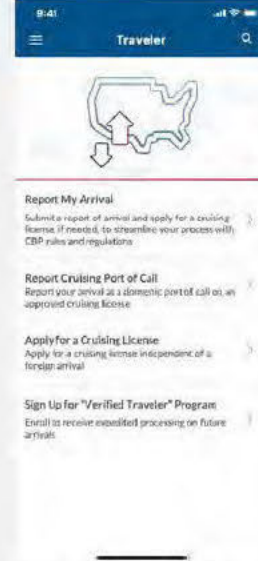 9:41
Traveler
Report My Arrival
Submit a report of arrival and apply for a cruising
license if needed, to streamline your process with
CBP rules and regulations
Report Cruising Port of Call
Report your arrival at a domestic port of call on an
approved cruising license
Apply for a Cruising License
Apply for a cruising license independent of a
foreign arrival
Sign Up for "Verified Traveler" Program
Enroll to receive expedited processing on future
arrivals